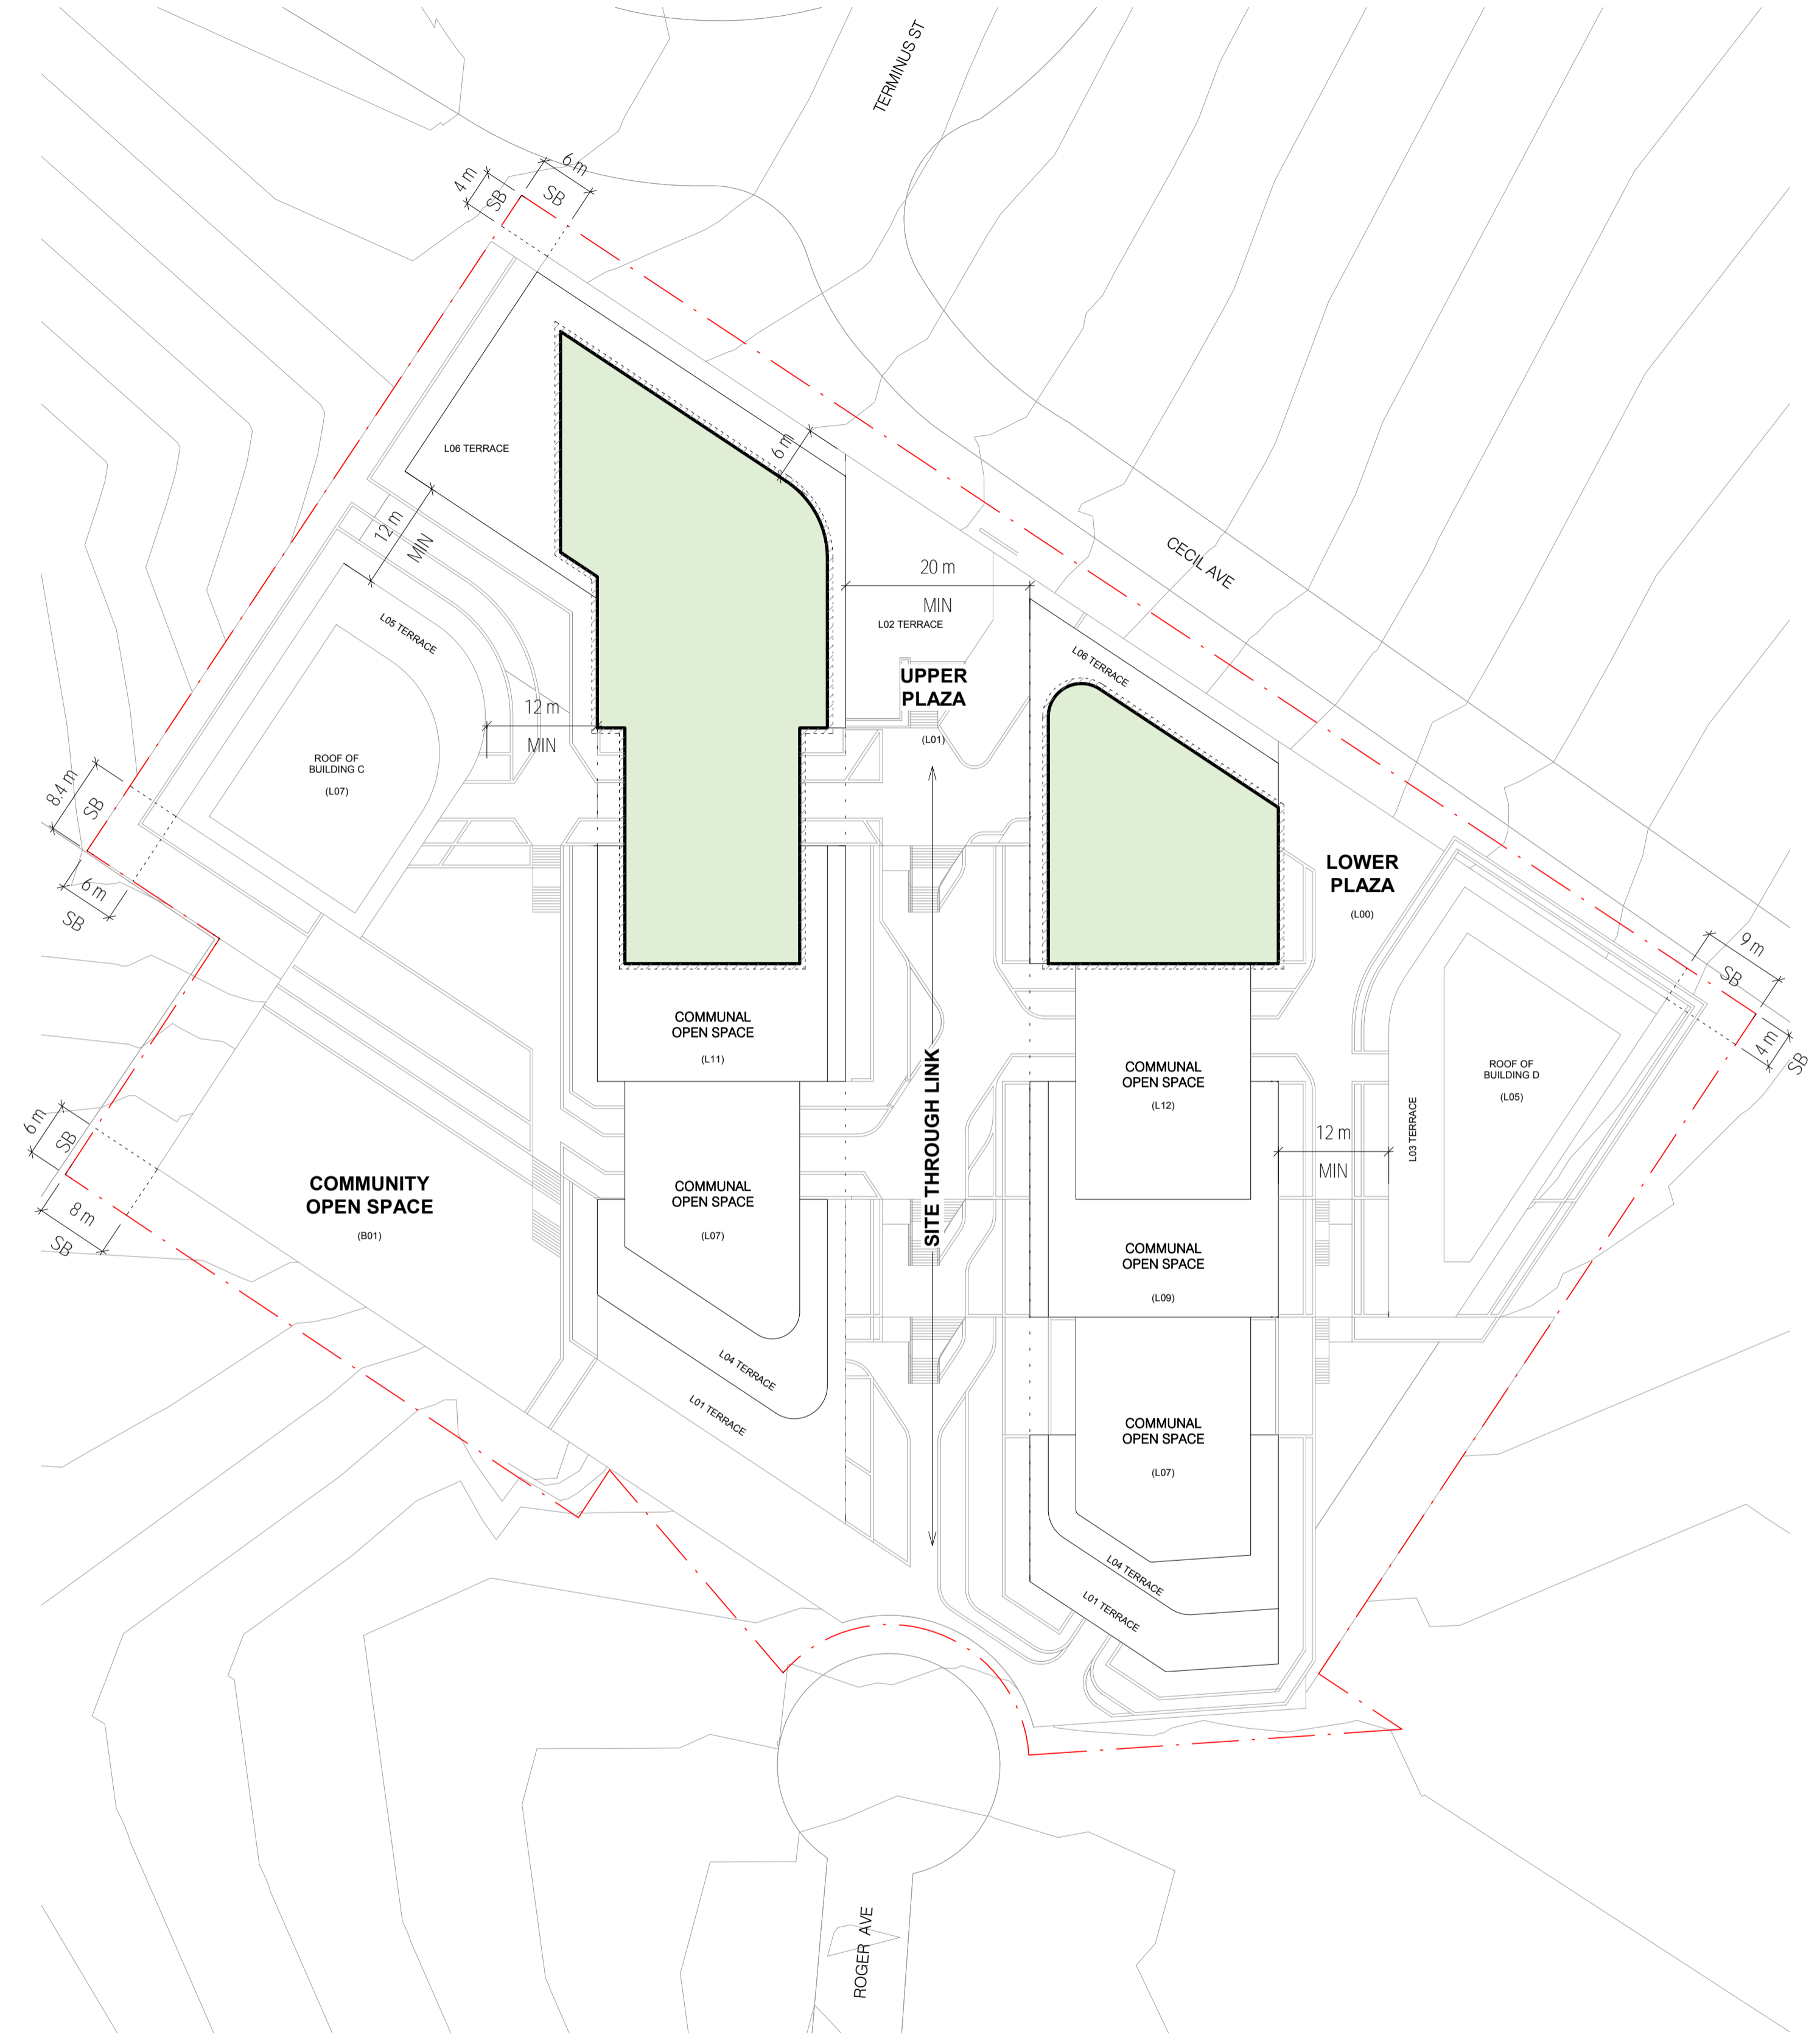 TERMINUS ST
6 m
SB
4 m
SB
L06 TERRACE
6 m
12 m
MIN
CECIL AVE
20 m
MIN
L02 TERRACE
L05 TERRACE
L06 TERRACE
UPPER
PLAZA
(L01)
12 m
MIN
ROOF OF
BUILDING C
(L07)
8.4 m
SB
6 m
SB
LOWER
PLAZA
(L00)
9 m
SB
4 m
SB
COMMUNAL
OPEN SPACE
(L11)
SITE THROUGH LINK
COMMUNAL
OPEN SPACE
(L12)
ROOF OF
BUILDING D
(L05)
L03 TERRACE
12 m
MIN
6 m
SB
8 m
SB
COMMUNITY
OPEN SPACE
(B01)
COMMUNAL
OPEN SPACE
(L07)
COMMUNAL
OPEN SPACE
(L09)
L04 TERRACE
L01 TERRACE
COMMUNAL
OPEN SPACE
(L07)
L04 TERRACE
L01 TERRACE
ROGER AVE